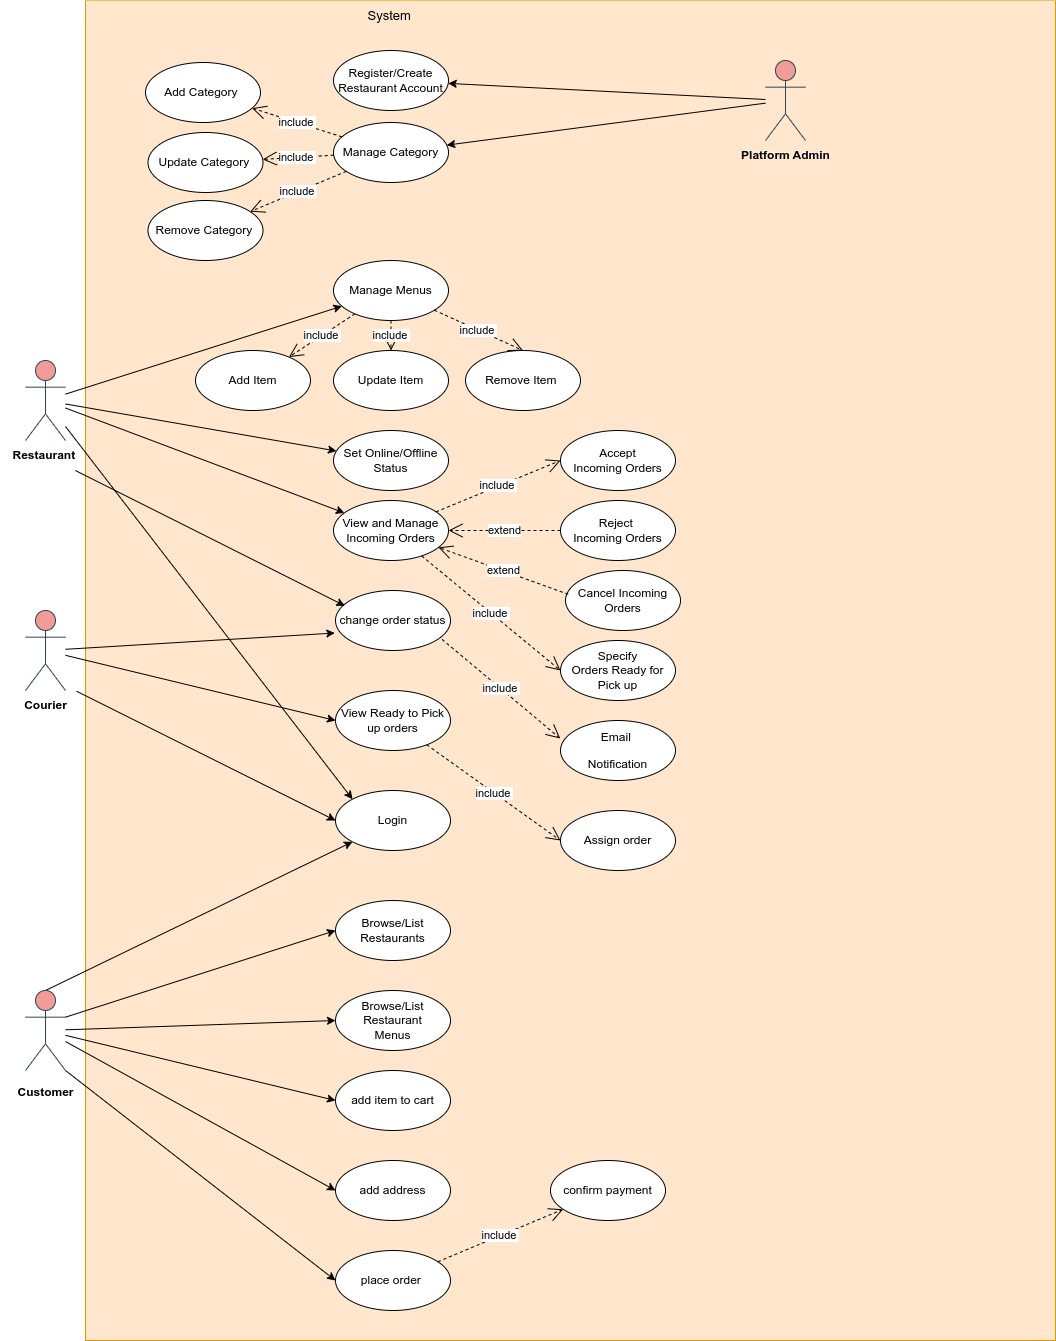 System
Register/Create
Restaurant Account
Add Category
include
Manage Category
Platform Admin
include
Update Category
include
Remove Category
Manage Menus
include
include
include
Add Item
Update Item
Remove Item
Restaurant
Set Online/Offline
Status
Accept
Incoming Orders
include
View and Manage
Incoming Orders
extend
Reject
Incoming Orders
extend
Cancel Incoming
Orders
include
change order status
Specify
Orders Ready for
Pick up
Courier
include
View Ready to Pick
up orders
Email
Notification
include
Login
Assign order
Browse/List
Restaurants
Browse/List
Restaurant
Menus
Customer
add item to cart
add address
confirm payment
include
place order